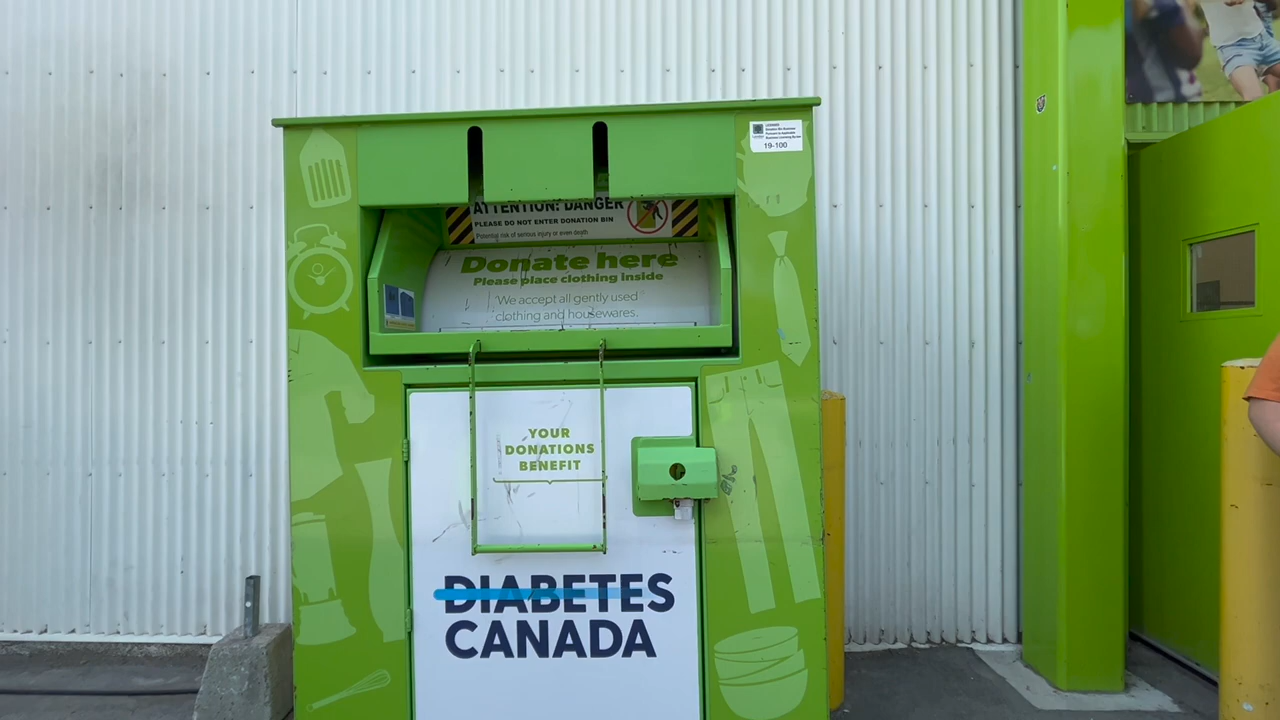 19-100
ATTENTION: DANGER
PLEASE DO NOT ENTER DONATION BIN
Potential risk of serious injury or even death
Donate here
Please place clothing inside
We accept all gently used
clothing and housewares.
YOUR
DONATIONS
BENEFIT
DIABETES
CANADA